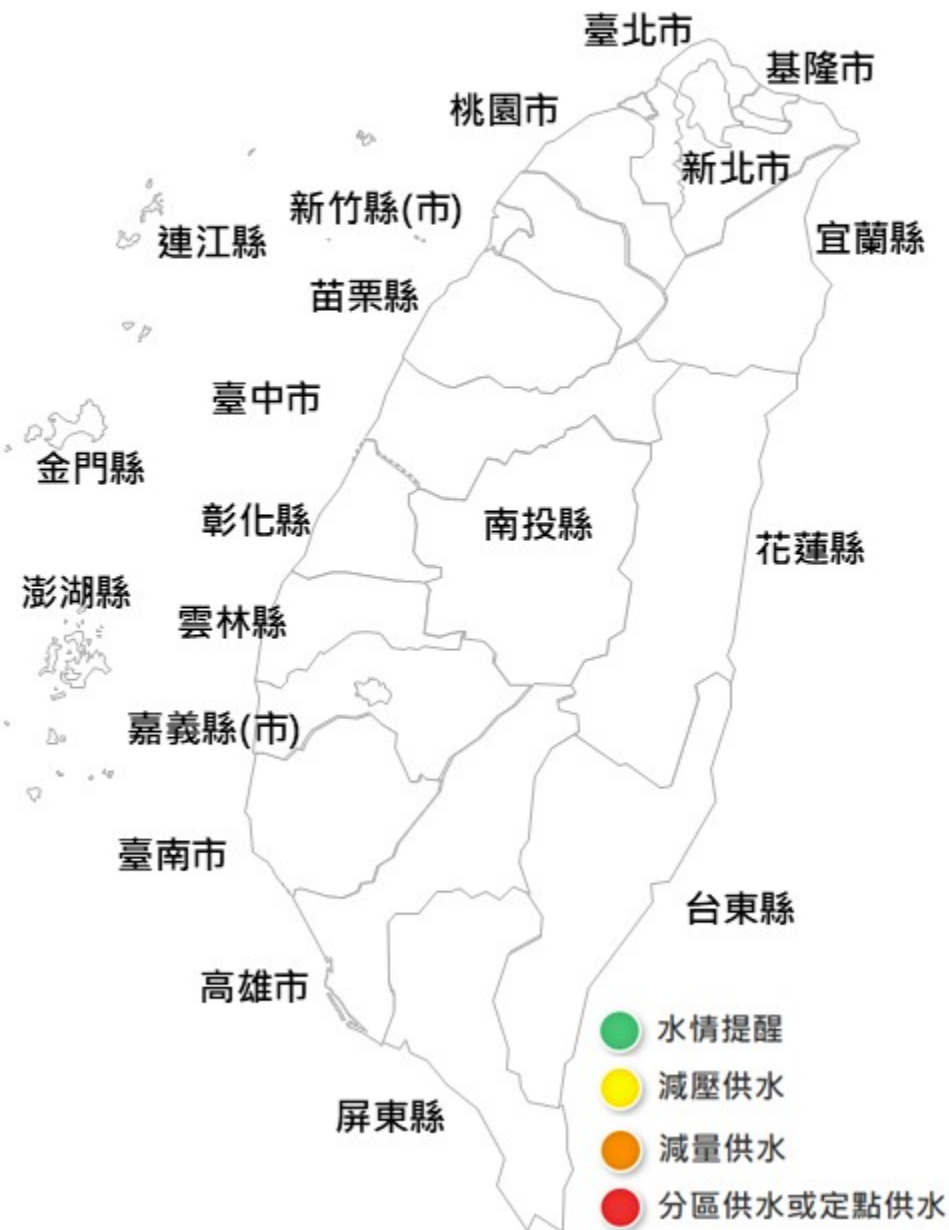 臺北市
基隆市
桃園市
新北市
新竹縣(市)
連江縣
宜蘭縣
苗栗縣
臺中市
金門縣
彰化縣
南投縣
花蓮縣
澎湖縣
雲林縣
嘉義縣(市)
臺南市
台東縣
高雄市
水情提醒
減壓供水
屏東縣
減量供水
分區供水或定點供水